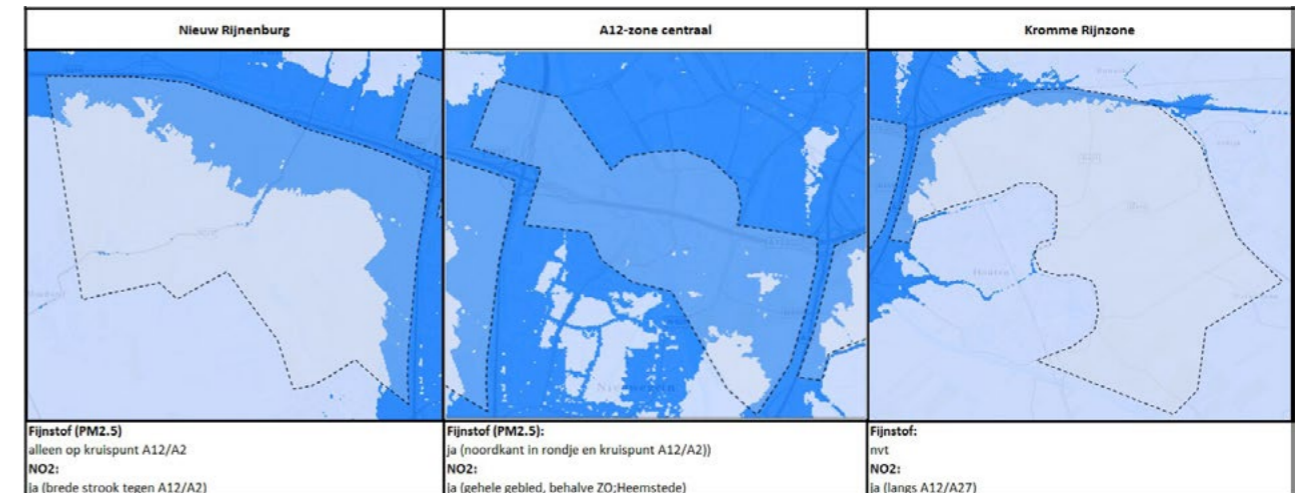 Nieuw Rijnenburg
A12-zone centraal
Kromme Rijnzone
Houten
Nieuwegein
Fijnstof (PM2.5)
alleen op kruispunt A12/A2
NO2:
ja (brede strook tegen A12/A2)
Fijnstof (PM2.5):
ja (noordkant in rondje en kruispunt A12/A2))
NO2:
ja (gehele gebied, behalve ZO;Heemstede)
Fijnstof:
nvt
NO2:
ja (langs A12/A27)